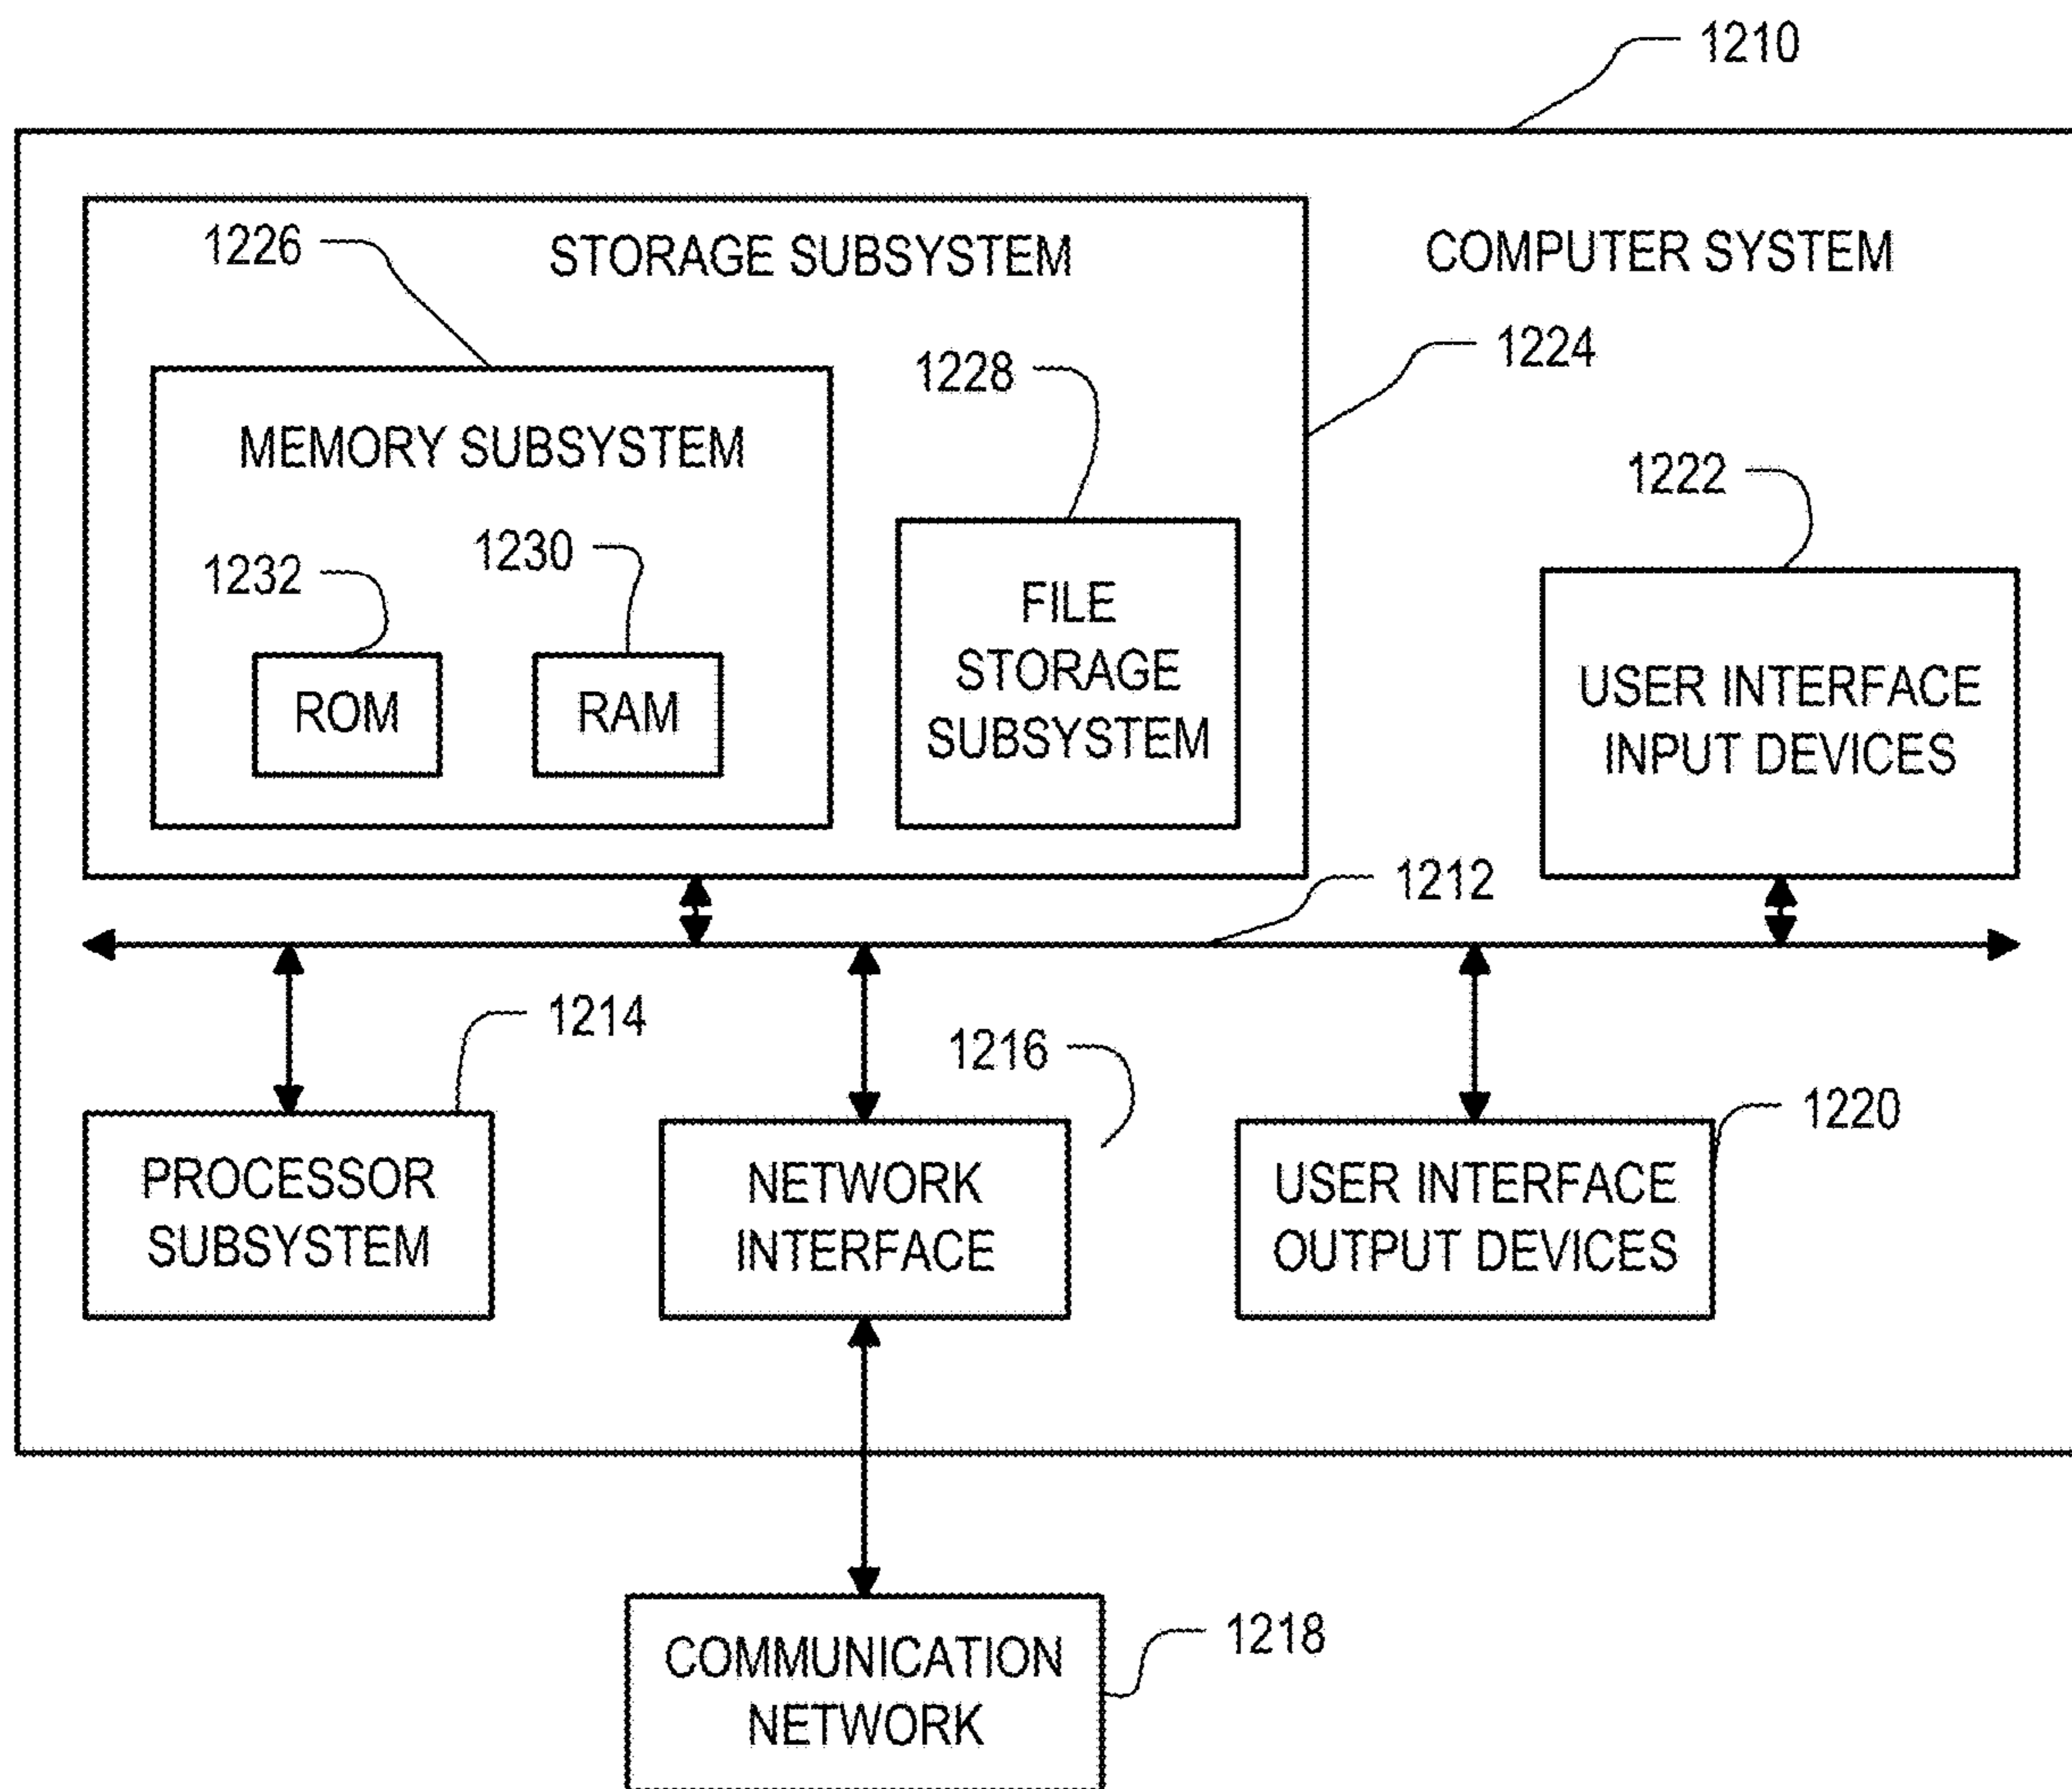 1210
1226
STORAGE SUBSYSTEM
COMPUTER SYSTEM
1224
1228
MEMORY SUBSYSTEM
1222
1232
1230
ROM
RAM
FILE
STORAGE
SUBSYSTEM
USER INTERFACE
INPUT DEVICES
1212
1214
1216
1220
PROCESSOR
SUBSYSTEM
NETWORK
INTERFACE
USER INTERFACE
OUTPUT DEVICES
COMMUNICATION
NETWORK
1218